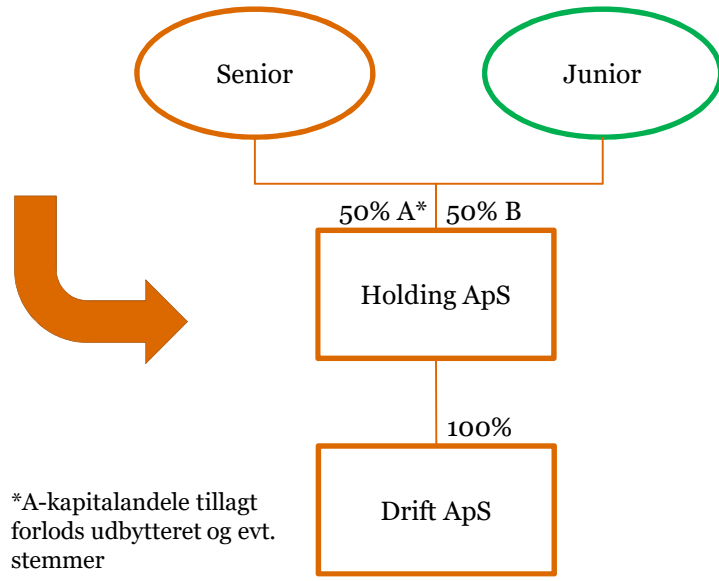 Senior
Junior
50% A*
50% B
Holding ApS
100%
Drift ApS
*A-kapitalandele tillagt
forlods udbytteret og evt.
stemmer